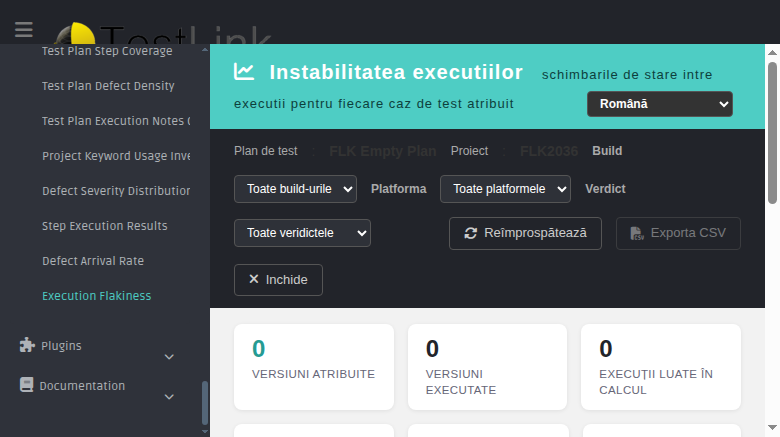 TestLink
Test Plan Step Coverage
Test Plan Defect Density
Test Plan Execution Notes
Project Keyword Usage Inve
Defect Severity Distribution
Step Execution Results
Defect Arrival Rate
Execution Flakiness
Plugins
Documentation
Instabilitatea executiilor schimbarile de stare intre
executii pentru fiecare caz de test atribuit Română
Plan de test : FLK Empty Plan Proiect : FLK2036 Build
Toate build-urile Platforma Toate platformele Verdict
Toate veridictele Reîmprospătează Exporta CSV
× Inchide
0 0 0
VERSIUNI ATRIBUITE VERSIUNI EXECUTATE EXECUȚII LUATE ÎN CALCUL